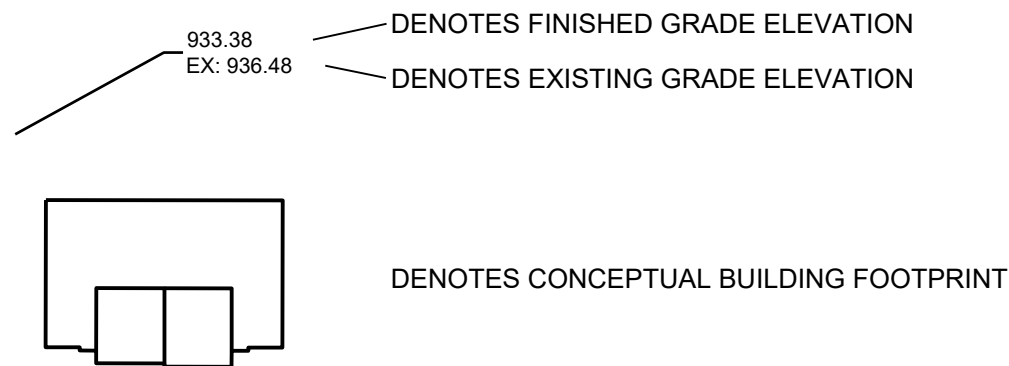 933.38
DENOTES FINISHED GRADE ELEVATION
EX: 936.48
DENOTES EXISTING GRADE ELEVATION
DENOTES CONCEPTUAL BUILDING FOOTPRINT